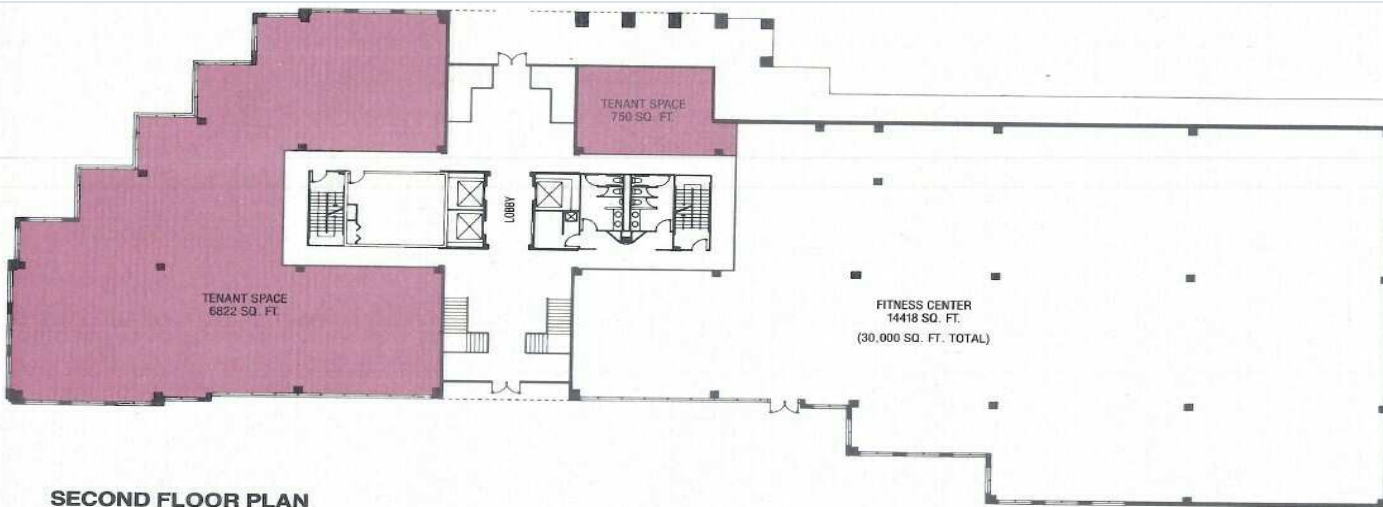 TENANT SPACE
750 SQ. FT.
LOBBY
TENANT SPACE
6822 SQ. FT.
FITNESS CENTER
14418 SQ. FT.
(30,000 SQ. FT. TOTAL)
SECOND FLOOR PLAN